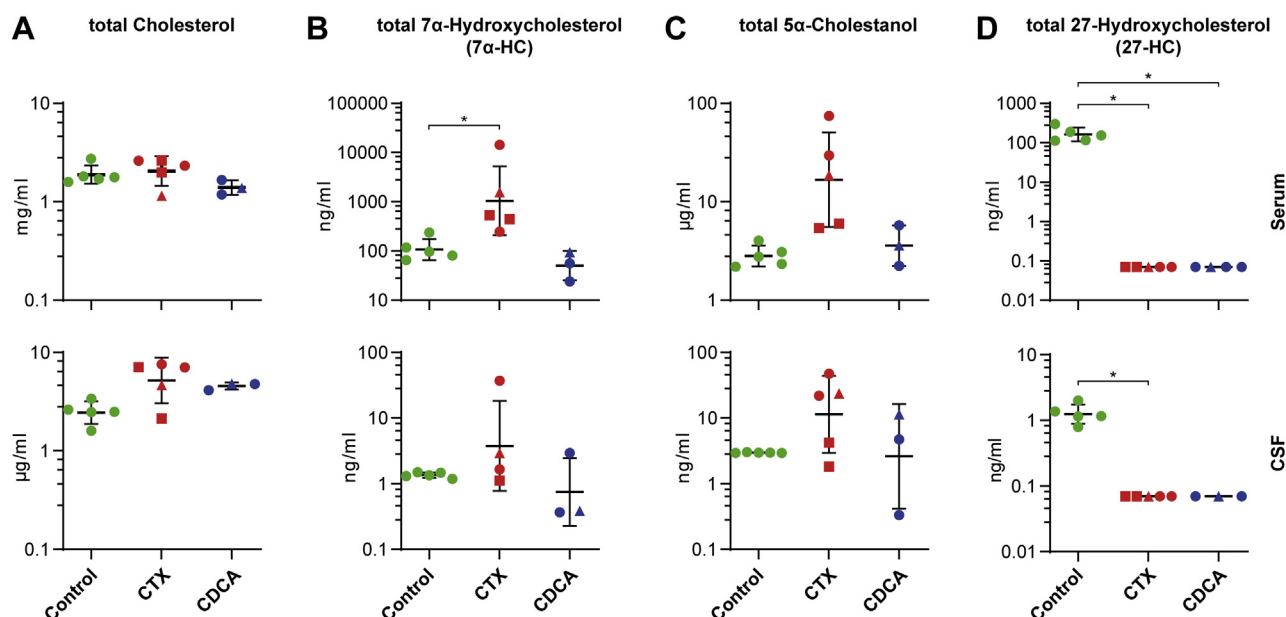 A total Cholesterol
B total 7α-Hydroxycholesterol
(7α-HC)
C total 5α-Cholestanol
D total 27-Hydroxycholesterol
(27-HC)
mg/ml
10
1
0.1
ng/ml
100000
10000
1000
100
10
*
µg/ml
100
10
1
ng/ml
1000
100
10
1
0.1
0.01
*
*
Serum
µg/ml
10
1
0.1
Control
CTX
CDCA
ng/ml
100
10
1
0.1
Control
CTX
CDCA
ng/ml
100
10
1
0.1
Control
CTX
CDCA
ng/ml
10
1
0.1
0.01
*
Control
CTX
CDCA
CSF